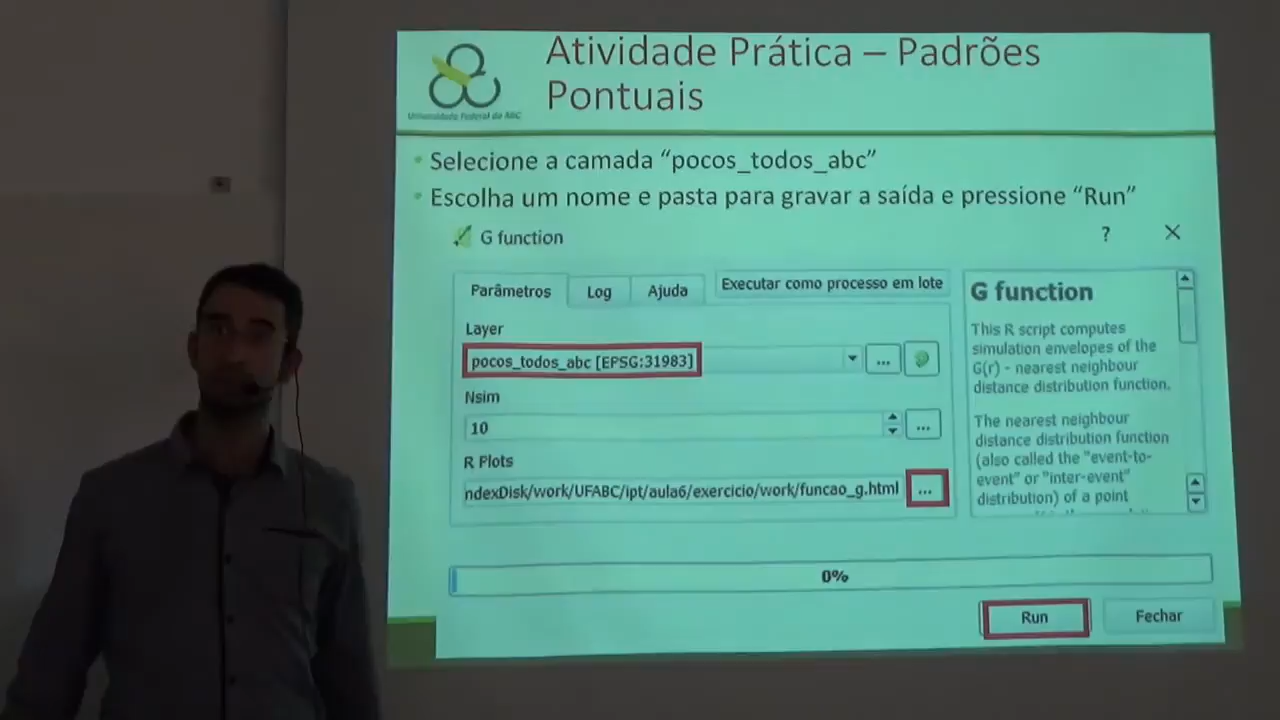 Atividade Prática – Padrões
Pontuais
Universidade Federal do ABC
• Selecione a camada “pocos_todos_abc”
• Escolha um nome e pasta para gravar a saída e pressione “Run”
G function
? ×
Parâmetros Log Ajuda Executar como processo em lote
Layer
pocos_todos_abc [EPSG:31983] ...
Nsim
10 ...
R Plots
ndexDisk/work/UFABC/ipt/aula6/exercicio/work/funcao_g.html ...
G function
This R script computes
simulation envelopes of the
G(r) - nearest neighbour
distance distribution function.
The nearest neighbour
distance distribution function
(also called the "event-to-
event" or "inter-event"
distribution) of a point
0%
Run Fechar